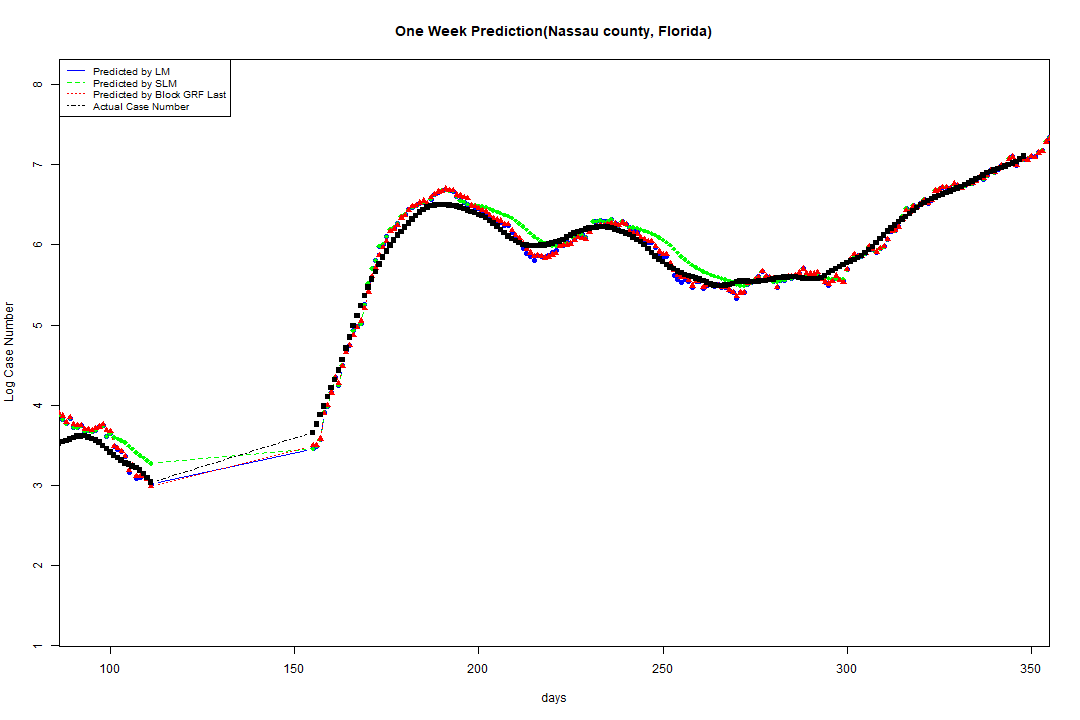 One Week Prediction(Nassau county, Florida)
Predicted by LM
Predicted by SLM
Predicted by Block GRF Last
Actual Case Number
8
7
6
5
4
3
2
1
Log Case Number
100 150 200 250 300 350
days